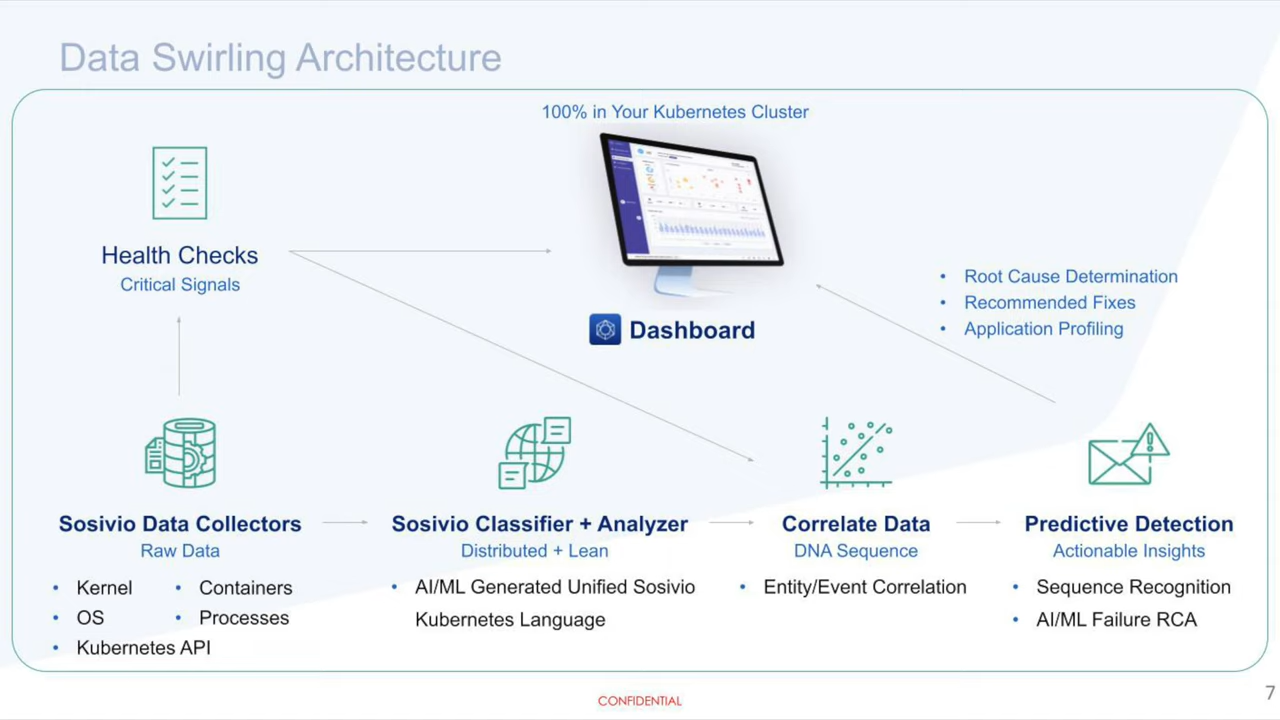 Data Swirling Architecture
100% in Your Kubernetes Cluster
Health Checks
Critical Signals
Dashboard
• Root Cause Determination
• Recommended Fixes
• Application Profiling
Sosivio Data Collectors
Raw Data
• Kernel
• Containers
• OS
• Processes
• Kubernetes API
Sosivio Classifier + Analyzer
Distributed + Lean
• AI/ML Generated Unified Sosivio
Kubernetes Language
Correlate Data
DNA Sequence
• Entity/Event Correlation
Predictive Detection
Actionable Insights
• Sequence Recognition
• AI/ML Failure RCA
CONFIDENTIAL
7